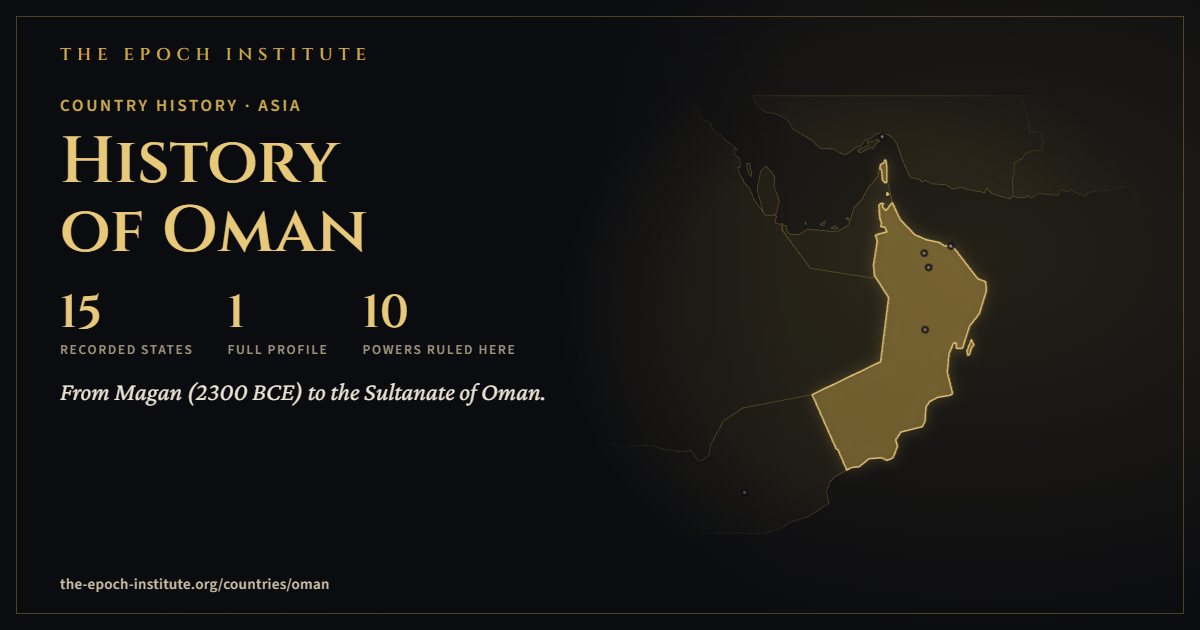 THE EPOCH INSTITUTE
COUNTRY HISTORY · ASIA
History
of Oman
15 1 10
RECORDED STATES FULL PROFILE POWERS RULED HERE
From Magan (2300 BCE) to the Sultanate of Oman.
the-epoch-institute.org/countries/oman